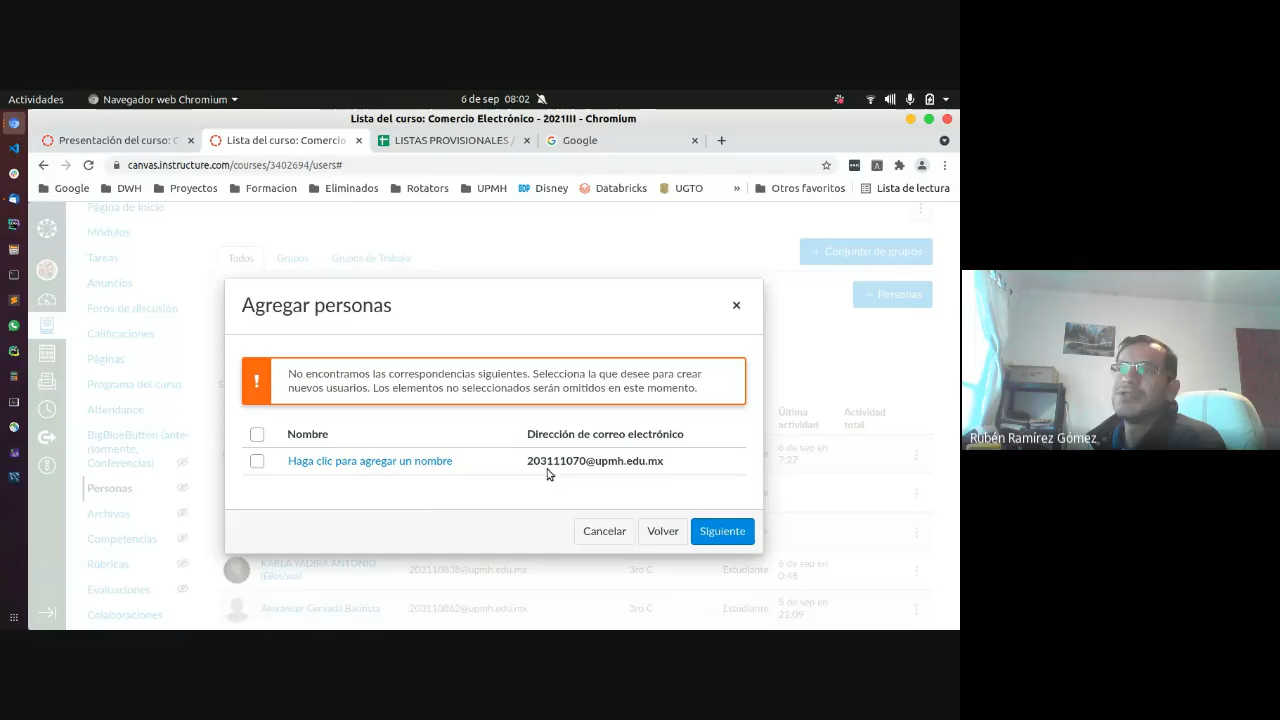 Actividades
Navegador web Chromium
6 de sep 08:02
Lista del curso: Comercio Electrónico - 2021III - Chromium
Presentación del curso: C
Lista del curso: Comercio
LISTAS PROVISIONALES /
Google
canvas.instructure.com/courses/3402694/users#
Google
DWH
Proyectos
Formacion
Eliminados
Rotators
UPMH
BDP Disney
Databricks
UGTO
»
Otros favoritos
Lista de lectura
Página de Inicio
Módulos
Tareas
Anuncios
Foros de discusión
Calificaciones
Páginas
Programa del curso
Attendance
BigBlueButton (ante-
riormente,
Conferencias)
Personas
Archivos
Competencias
Rúbricas
Evaluaciones
Colaboraciones
Todos
Grupos
Grupos de Trabajo
+ Conjunto de grupos
+ Personas
Agregar personas
No encontramos las correspondencias siguientes. Selecciona la que desee para crear
nuevos usuarios. Los elementos no seleccionados serán omitidos en este momento.
Nombre
Dirección de correo electrónico
Haga clic para agregar un nombre
203111070@upmh.edu.mx
Cancelar
Volver
Siguiente
Última
actividad
Actividad
total
6 de sep en
7:27
KARLA YADIRA ANTONIO
(Ellos/sus)
203110838@upmh.edu.mx
3ro C
Estudiante
6 de sep en
0:48
Alexander Cervada Bautista
203110862@upmh.edu.mx
3ro C
Estudiante
5 de sep en
22:09
Rubén Ramírez Gómez